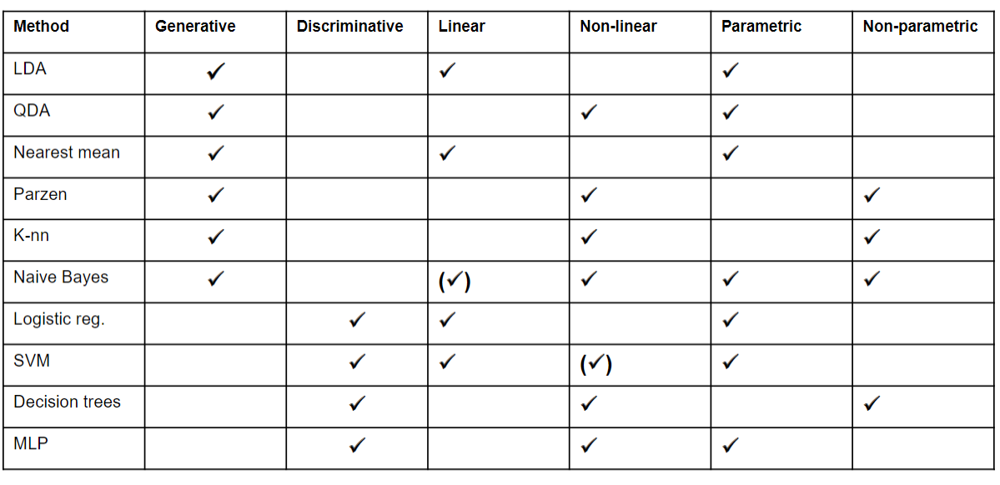 Method Generative Discriminative Linear Non-linear Parametric Non-parametric
LDA ✓ ✓ ✓
QDA ✓ ✓ ✓
Nearest mean ✓ ✓ ✓
Parzen ✓ ✓ ✓
K-nn ✓ ✓ ✓
Naive Bayes ✓ (✓) ✓ ✓ ✓
Logistic reg. ✓ ✓ ✓
SVM ✓ ✓ (✓) ✓
Decision trees ✓ ✓ ✓
MLP ✓ ✓ ✓